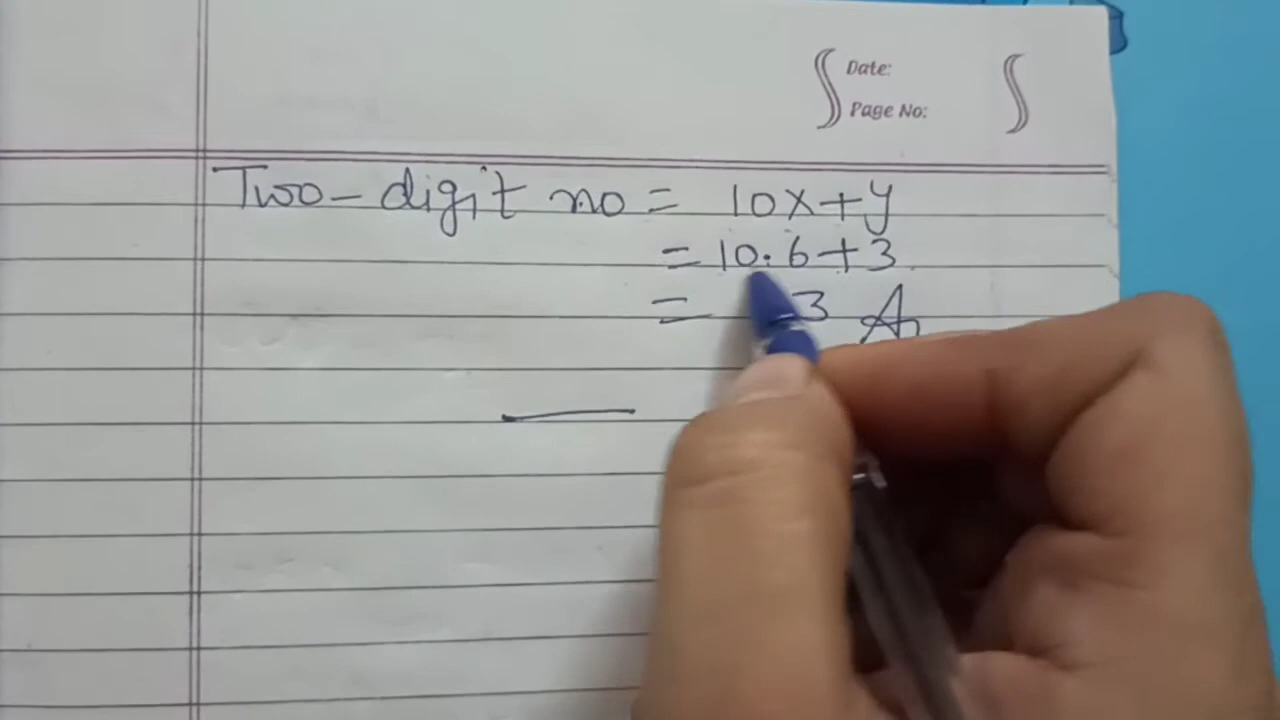 Date:
Page No:
Two-digit no = 10x+y
= 10.6+3
= 3 A